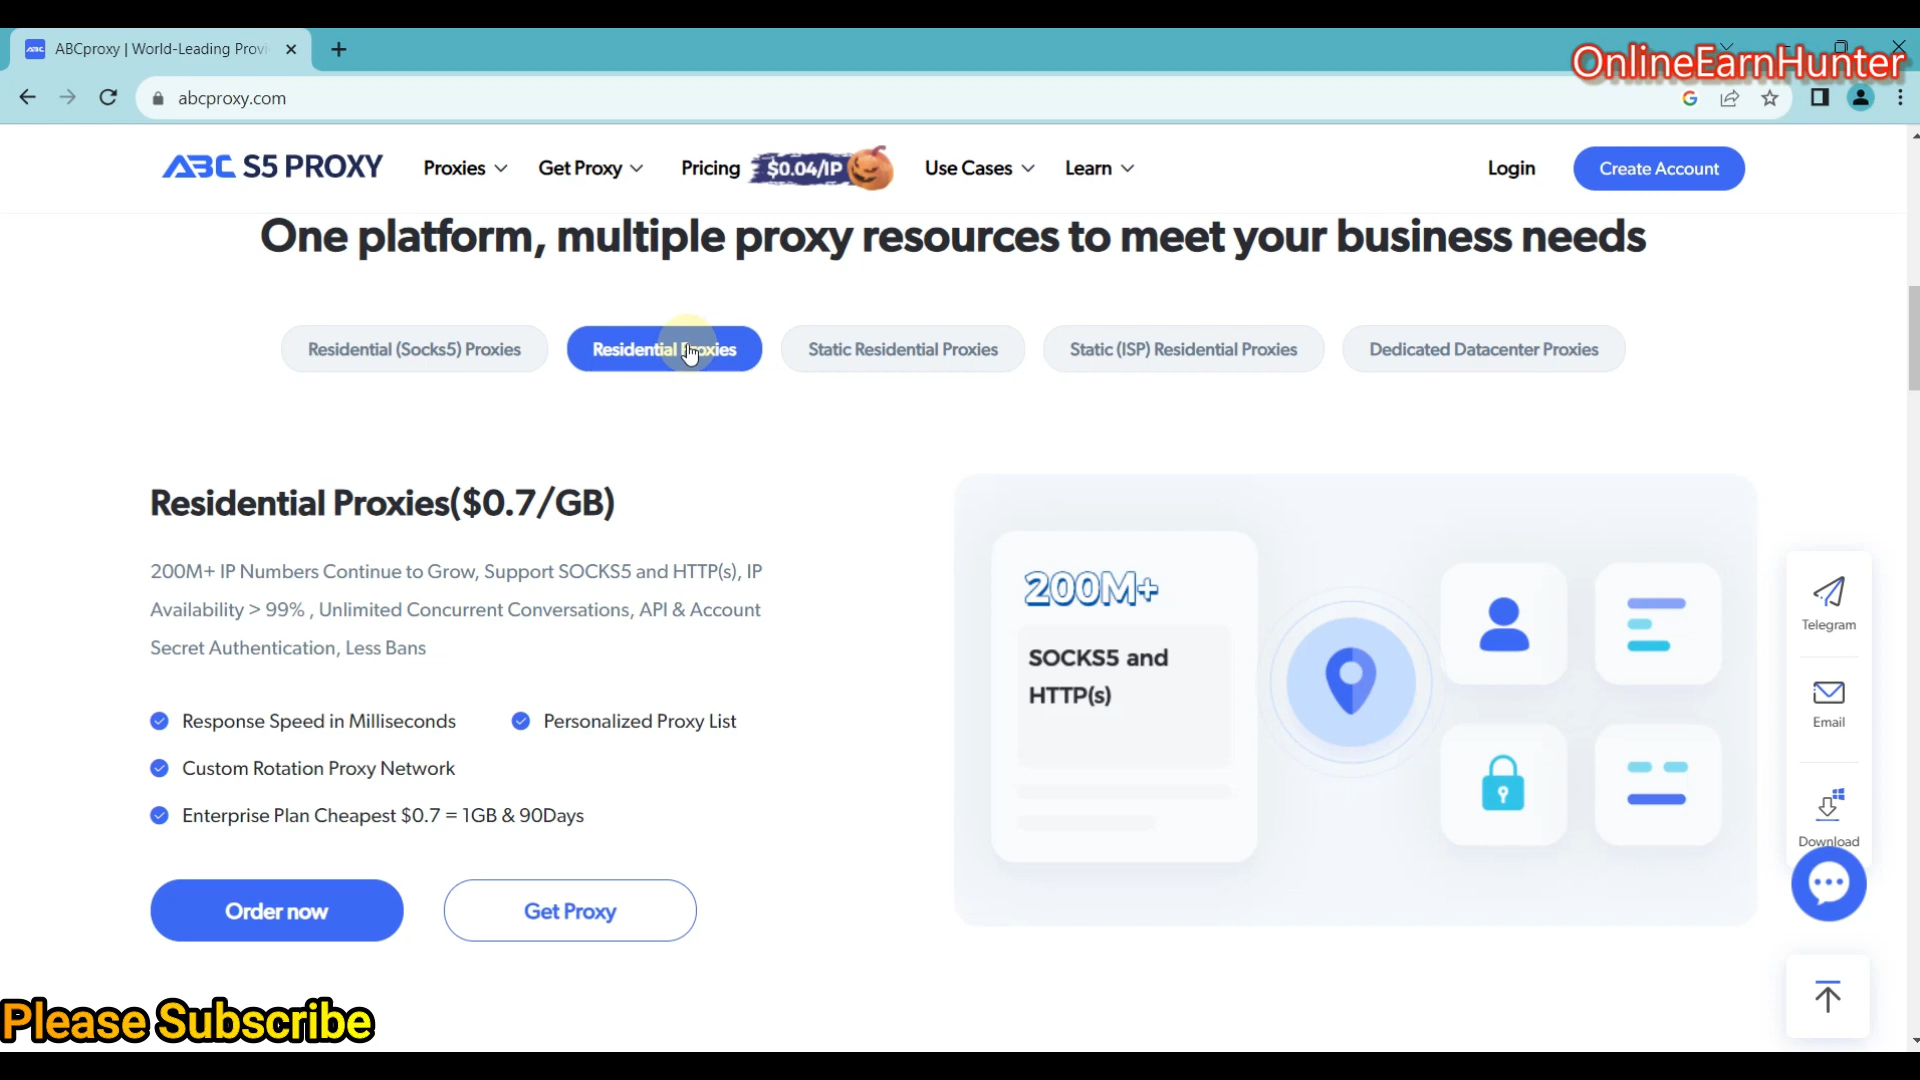 ABCproxy | World-Leading Provi
OnlineEarnHunter
abcproxy.com
ABC S5 PROXY
Proxies
Get Proxy
Pricing
$0.04/IP
Use Cases
Learn
Login
Create Account
One platform, multiple proxy resources to meet your business needs
Residential (Socks5) Proxies
Residential Proxies
Static Residential Proxies
Static (ISP) Residential Proxies
Dedicated Datacenter Proxies
Residential Proxies($0.7/GB)
200M+ IP Numbers Continue to Grow, Support SOCKS5 and HTTP(s), IP
Availability > 99% , Unlimited Concurrent Conversations, API & Account
Secret Authentication, Less Bans
Response Speed in Milliseconds
Personalized Proxy List
Custom Rotation Proxy Network
Enterprise Plan Cheapest $0.7 = 1GB & 90Days
Order now
Get Proxy
200M+
SOCKS5 and
HTTP(s)
Telegram
Email
Download
Please Subscribe